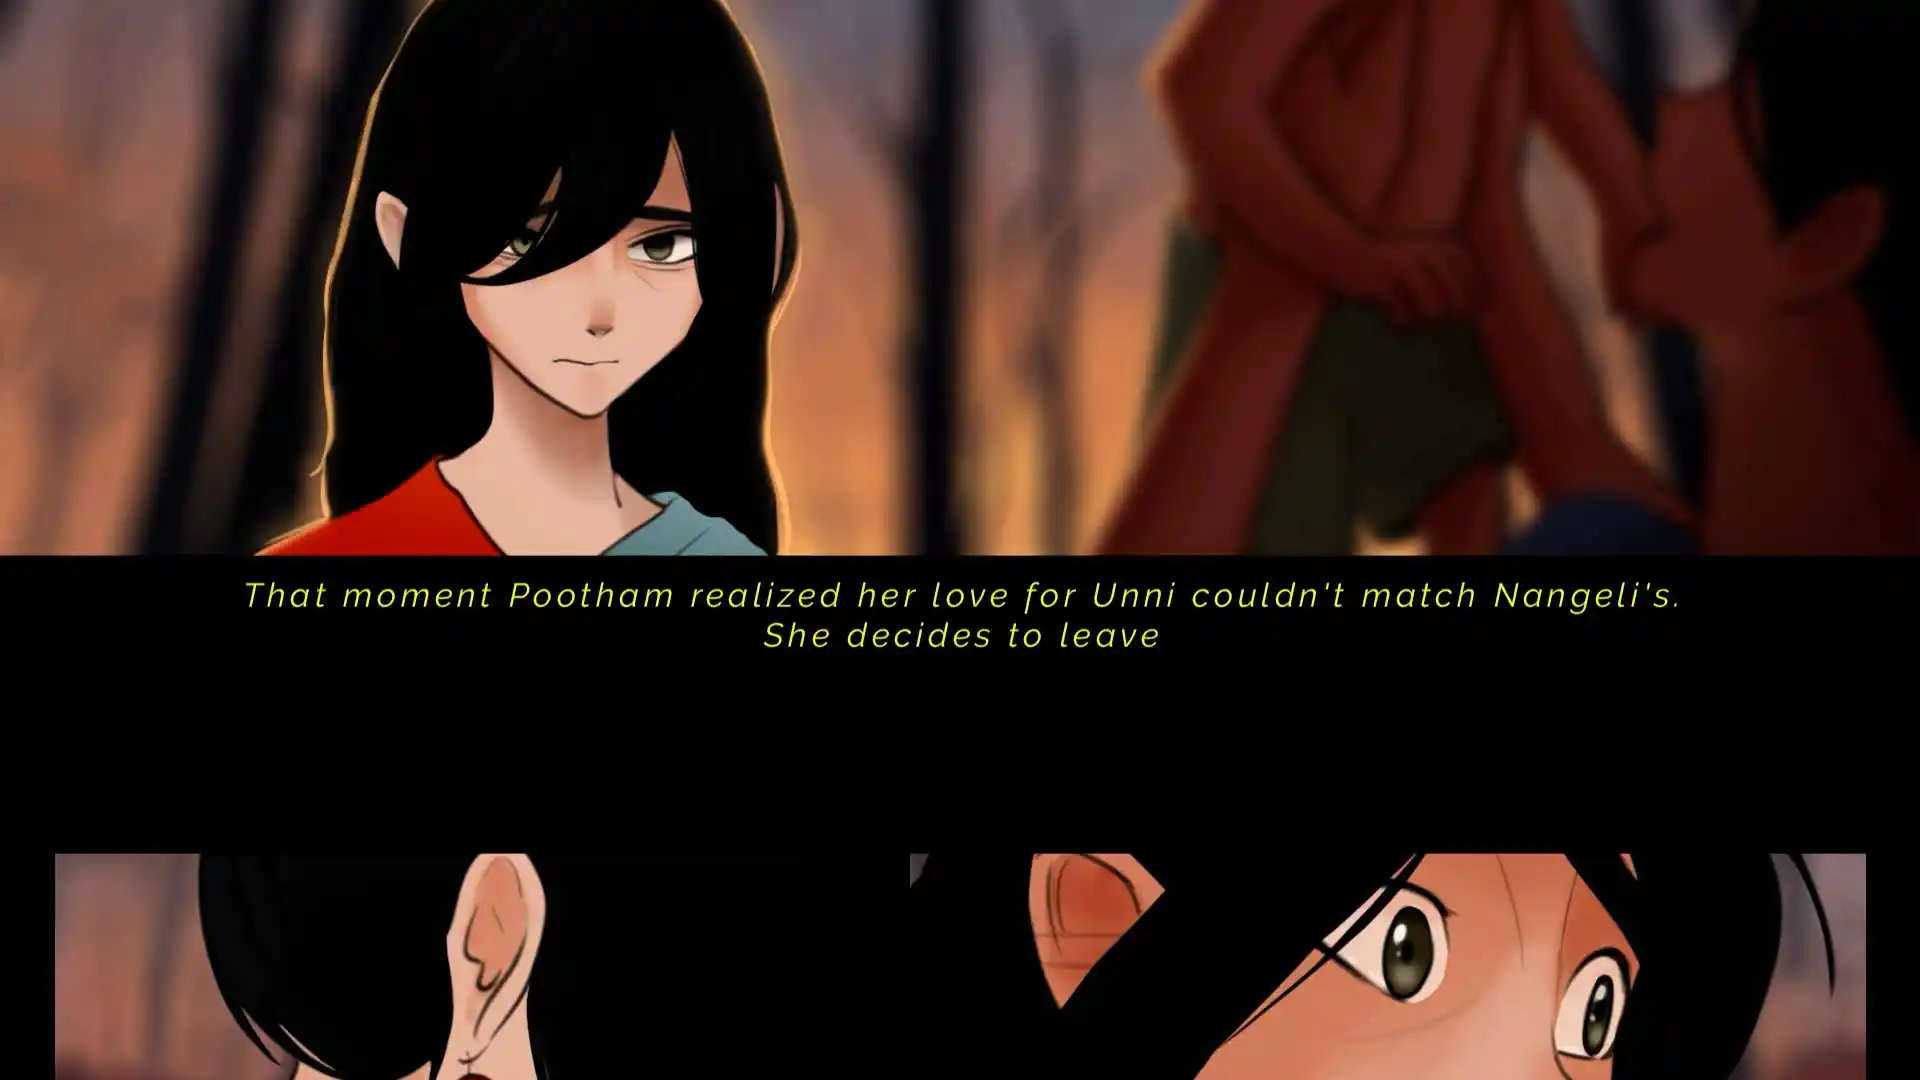 That moment Pootham realized her love for Unni couldn't match Nangeli's.
She decides to leave